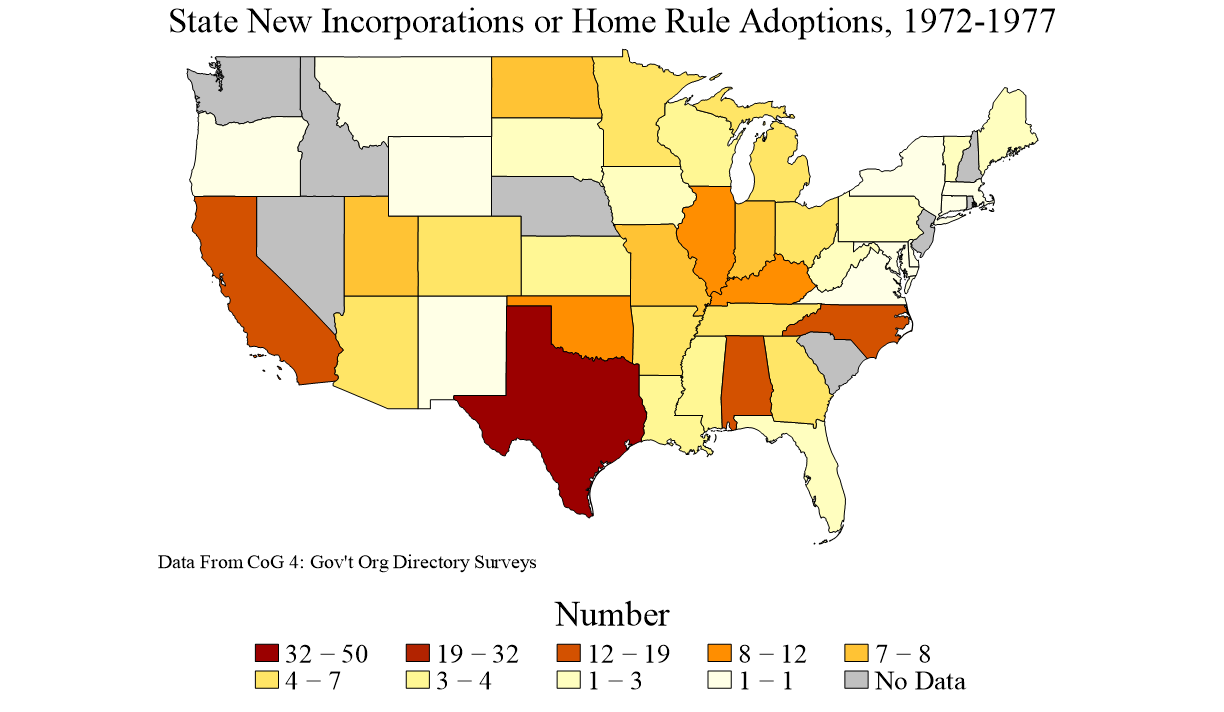 State New Incorporations or Home Rule Adoptions, 1972-1977
Data From CoG 4: Gov't Org Directory Surveys
Number
32 − 50 19 − 32 12 − 19 8 − 12 7 − 8
4 − 7 3 − 4 1 − 3 1 − 1 No Data